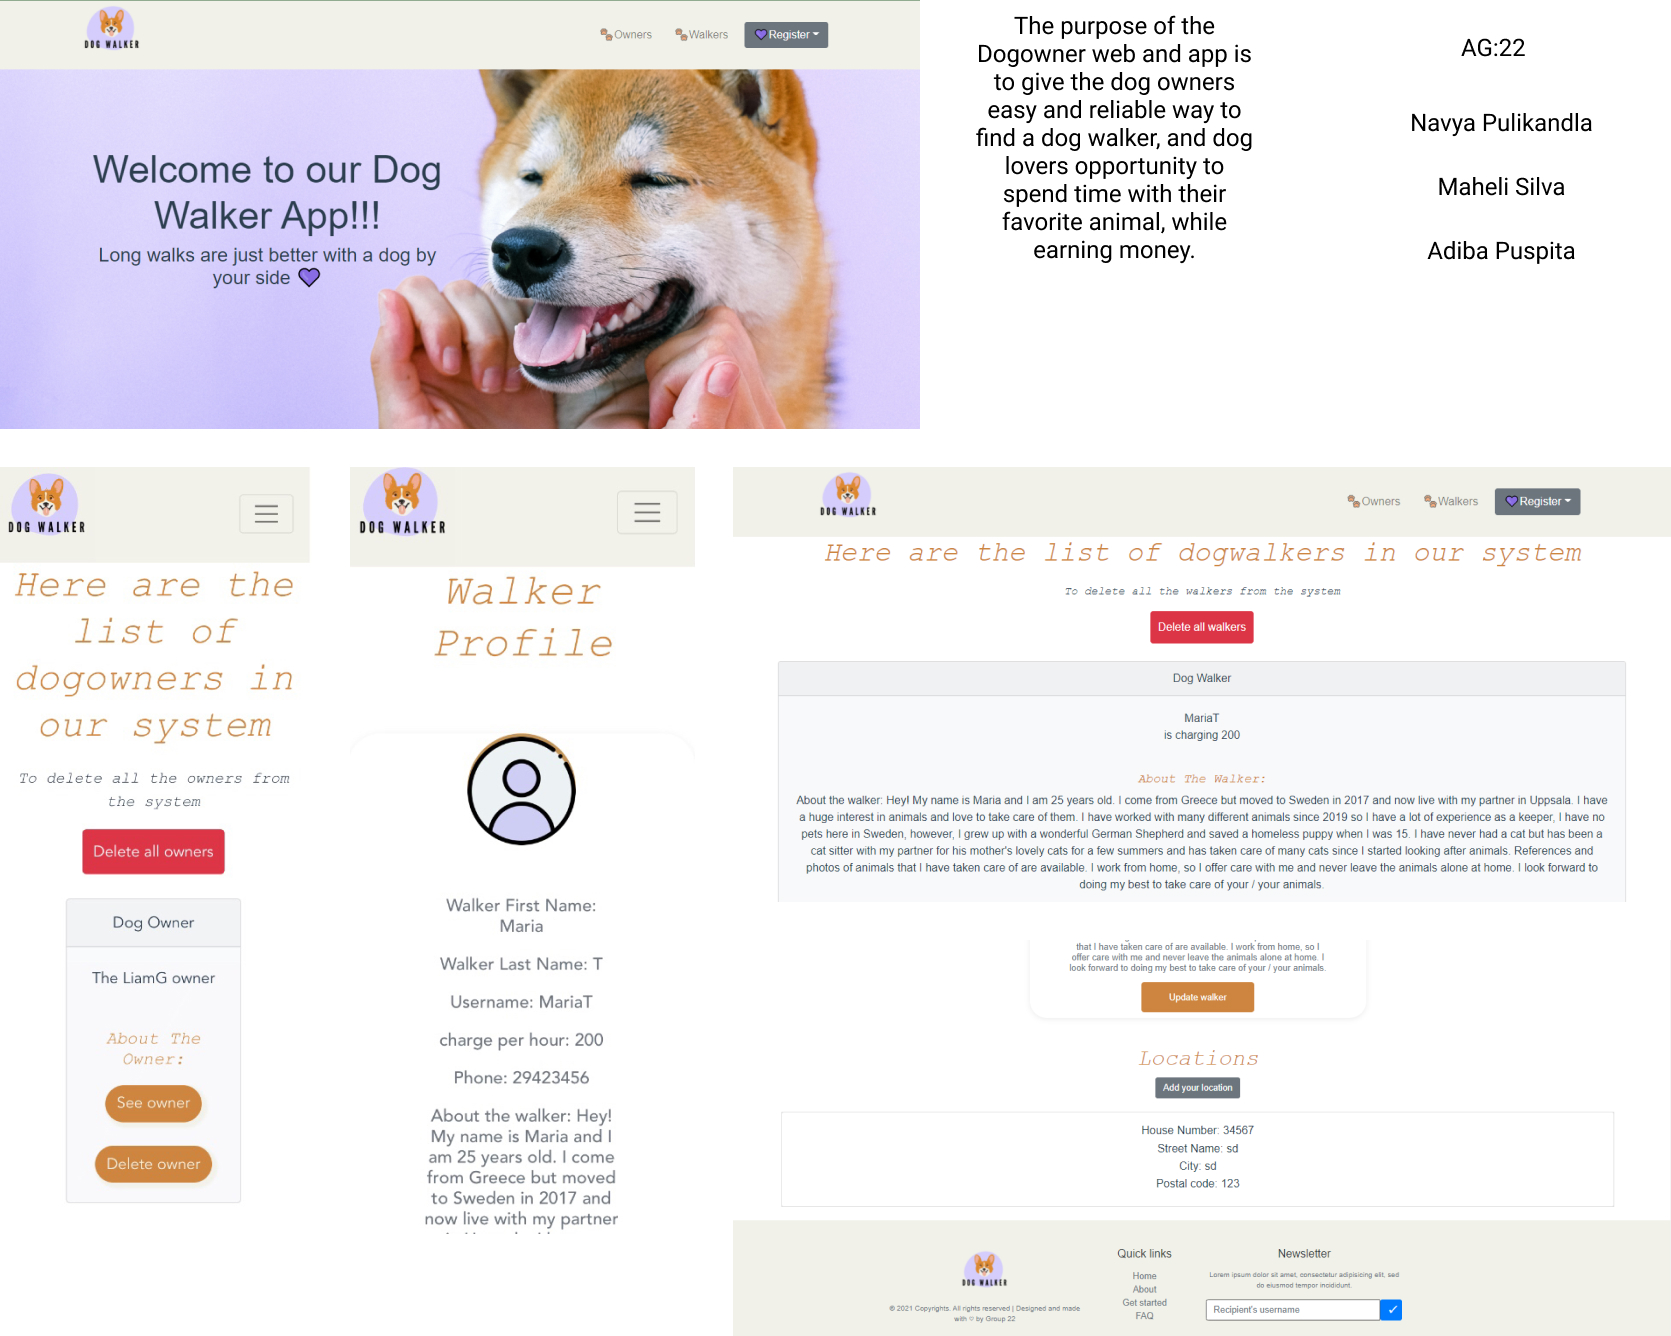 DOG WALKER
Owners
Walkers
Register
Welcome to our Dog
Walker App!!!
Long walks are just better with a dog by
your side
The purpose of the
Dogowner web and app is
to give the dog owners
easy and reliable way to
find a dog walker, and dog
lovers opportunity to
spend time with their
favorite animal, while
earning money.
AG:22
Navya Pulikandla
Maheli Silva
Adiba Puspita
DOG WALKER
Here are the
list of
dogowners in
our system
To delete all the owners from
the system
Delete all owners
Dog Owner
The LiamG owner
About The
Owner:
See owner
Delete owner
DOG WALKER
Walker
Profile
Walker First Name:
Maria
Walker Last Name: T
Username: MariaT
charge per hour: 200
Phone: 29423456
About the walker: Hey!
My name is Maria and I
am 25 years old. I come
from Greece but moved
to Sweden in 2017 and
now live with my partner
DOG WALKER
Owners
Walkers
Register
Here are the list of dogwalkers in our system
To delete all the walkers from the system
Delete all walkers
Dog Walker
MariaT
is charging 200
About The Walker:
About the walker: Hey! My name is Maria and I am 25 years old. I come from Greece but moved to Sweden in 2017 and now live with my partner in Uppsala. I have
a huge interest in animals and love to take care of them. I have worked with many different animals since 2019 so I have a lot of experience as a keeper, I have no
pets here in Sweden, however, I grew up with a wonderful German Shepherd and saved a homeless puppy when I was 15. I have never had a cat but has been a
cat sitter with my partner for his mother's lovely cats for a few summers and has taken care of many cats since I started looking after animals. References and
photos of animals that I have taken care of are available. I work from home, so I offer care with me and never leave the animals alone at home. I look forward to
doing my best to take care of your / your animals.
that I have taken care of are available. I work from home, so I
offer care with me and never leave the animals alone at home. I
look forward to doing my best to take care of your / your animals.
Update walker
Locations
Add your location
House Number: 34567
Street Name: sd
City: sd
Postal code: 123
DOG WALKER
© 2021 Copyrights. All rights reserved | Designed and made
with ♡ by Group 22
Quick links
Home
About
Get started
FAQ
Newsletter
Lorem ipsum dolor sit amet, consectetur adipisicing elit, sed
do eiusmod tempor incididunt.
Recipient's username